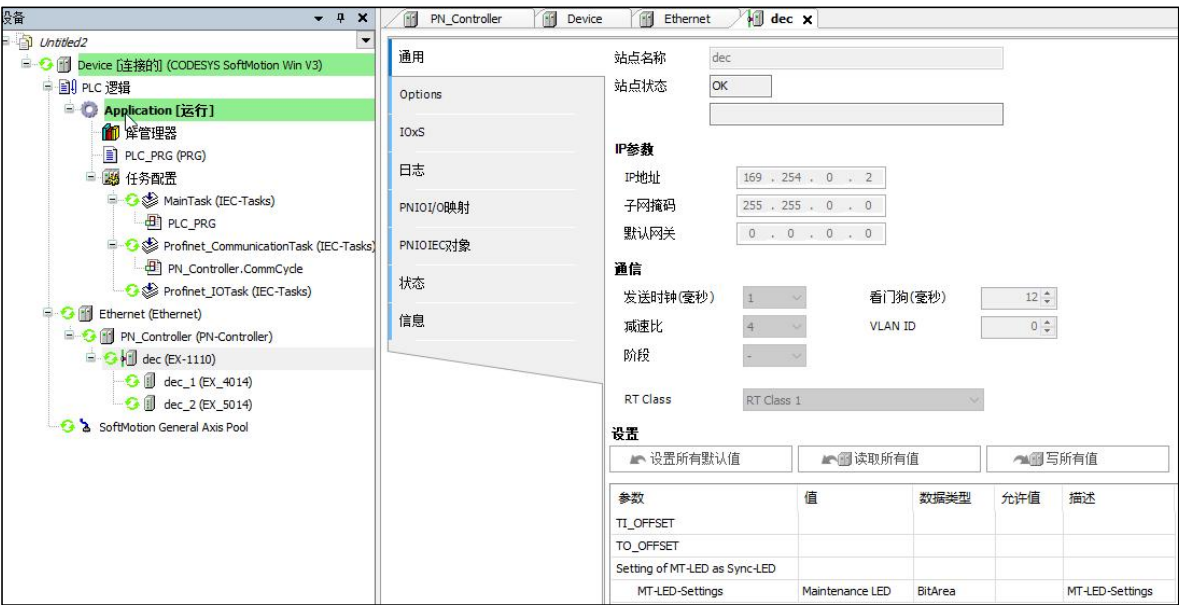 设备
Untitled2
Device [连接的] (CODESYS SoftMotion Win V3)
PLC 逻辑
Application [运行]
库管理器
PLC_PRG (PRG)
任务配置
MainTask (IEC-Tasks)
PLC_PRG
Profinet_CommunicationTask (IEC-Tasks)
PN_Controller.CommCycle
Profinet_IOTask (IEC-Tasks)
Ethernet (Ethernet)
PN_Controller (PN-Controller)
dec (EX-1110)
dec_1 (EX_4014)
dec_2 (EX_5014)
SoftMotion General Axis Pool
PN_Controller Device Ethernet dec
通用
Options
IOxS
日志
PNIOI/O映射
PNIOIEC对象
状态
信息
站点名称 dec
站点状态 OK
IP参数
IP地址 169 . 254 . 0 . 2
子网掩码 255 . 255 . 0 . 0
默认网关 0 . 0 . 0 . 0
通信
发送时钟(毫秒) 1 看门狗(毫秒) 12
减速比 4 VLAN ID 0
阶段 -
RT Class RT Class 1
设置
设置所有默认值 读取所有值 写所有值
参数 值 数据类型 允许值 描述
TI_OFFSET
TO_OFFSET
Setting of MT-LED as Sync-LED
MT-LED-Settings Maintenance LED BitArea MT-LED-Settings